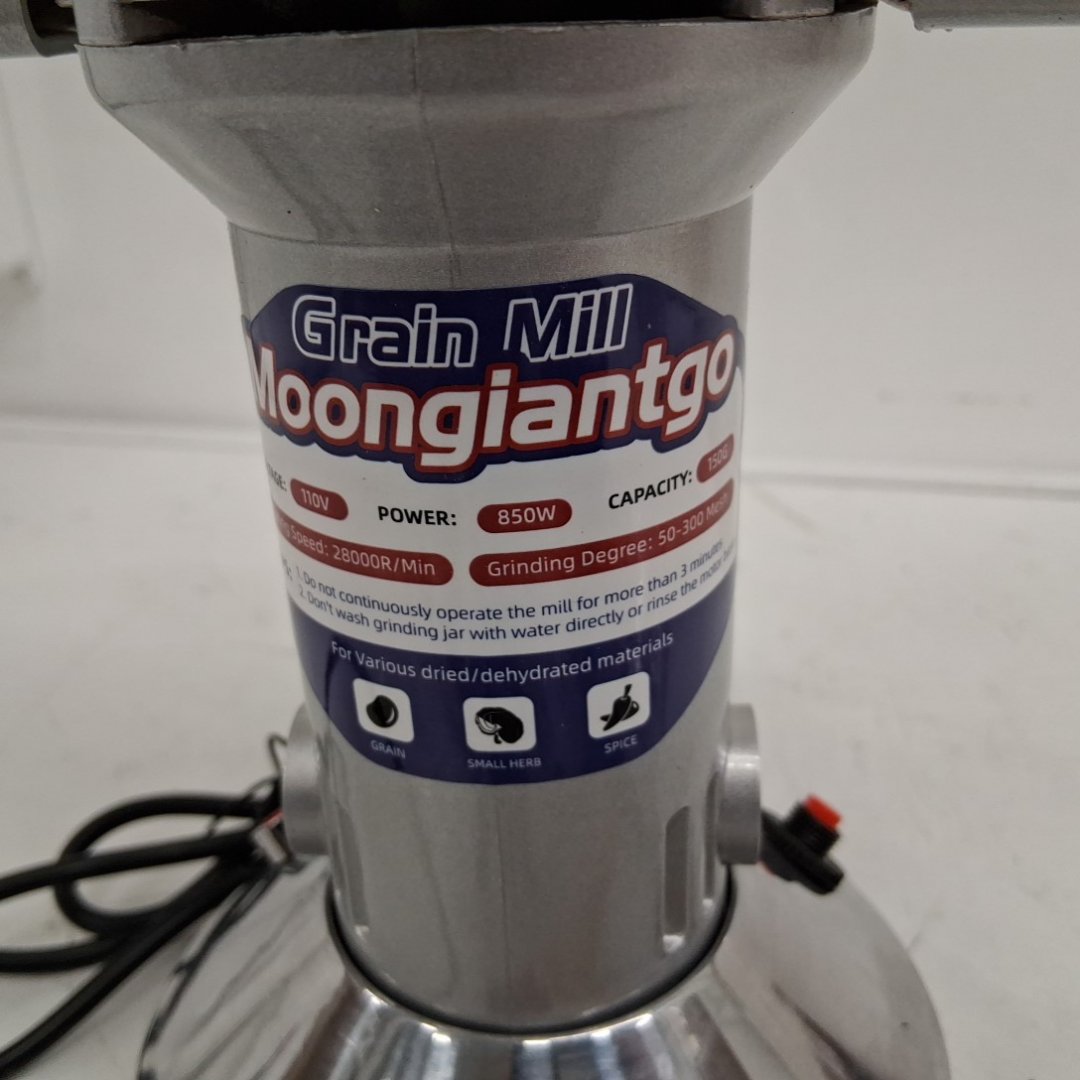 Grain Mill
Moongiantgo
110V POWER: 850W CAPACITY: 150G
Speed: 28000R/Min Grinding Degree: 50-300 Mesh
1. Do not continuously operate the mill for more than 3 minutes
2. Don't wash grinding jar with water directly or rinse the motor
For Various dried/dehydrated materials
GRAIN SMALL HERB SPICE